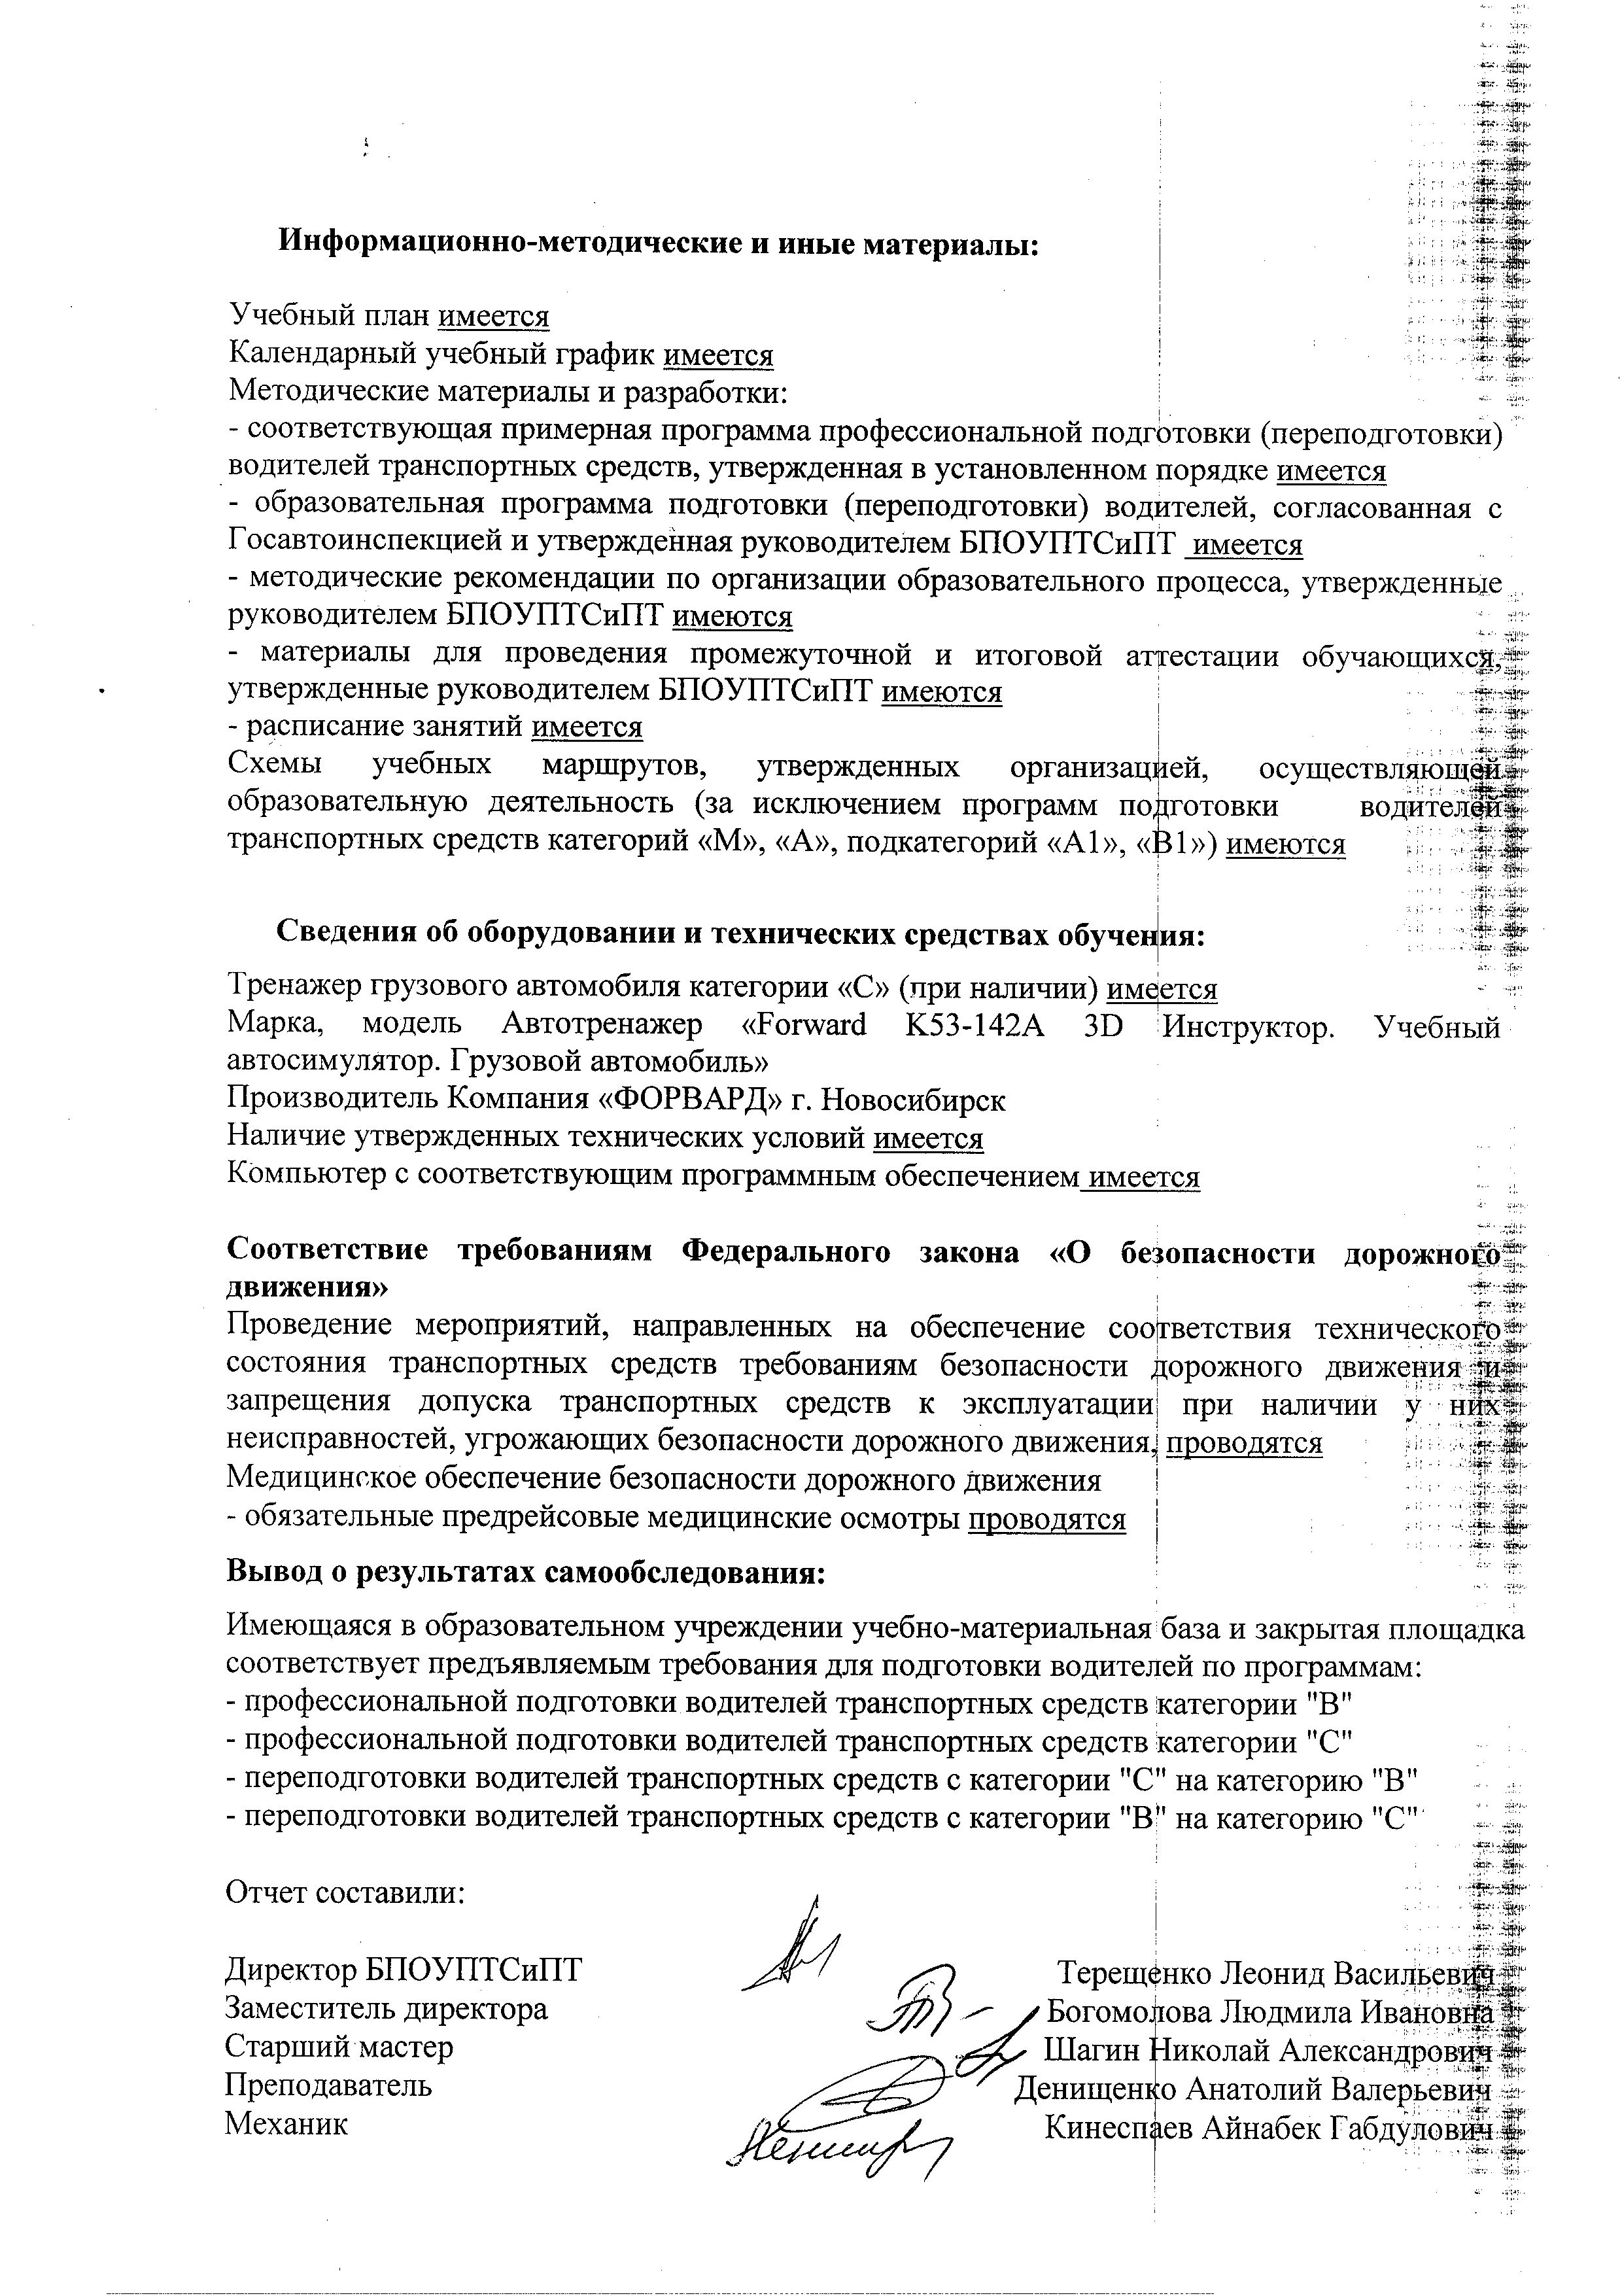 Информационно-методические и иные материалы:
Учебный план имеется
Календарный учебный график имеется
Методические материалы и разработки:
- соответствующая примерная программа профессиональной подготовки (переподготовки)
водителей транспортных средств, утвержденная в установленном порядке имеется
- образовательная программа подготовки (переподготовки) водителей, согласованная с
Госавтоинспекцией и утвержденная руководителем БПОУПТСиПТ имеется
- методические рекомендации по организации образовательного процесса, утвержденные
руководителем БПОУПТСиПТ имеются
- материалы для проведения промежуточной и итоговой аттестации обучающихся,
утвержденные руководителем БПОУПТСиПТ имеются
- расписание занятий имеется
Схемы учебных маршрутов, утвержденных организацией, осуществляющей
образовательную деятельность (за исключением программ подготовки водителей
транспортных средств категорий «М», «А», подкатегорий «А1», «В1») имеются
Сведения об оборудовании и технических средствах обучения:
Тренажер грузового автомобиля категории «С» (при наличии) имеется
Марка, модель Автотренажер «Forward К53-142А 3D Инструктор. Учебный
автосимулятор. Грузовой автомобиль»
Производитель Компания «ФОРВАРД» г. Новосибирск
Наличие утвержденных технических условий имеется
Компьютер с соответствующим программным обеспечением имеется
Соответствие требованиям Федерального закона «О безопасности дорожного
движения»
Проведение мероприятий, направленных на обеспечение соответствия технического
состояния транспортных средств требованиям безопасности дорожного движения и
запрещения допуска транспортных средств к эксплуатации при наличии у них
неисправностей, угрожающих безопасности дорожного движения, проводятся
Медицинское обеспечение безопасности дорожного движения
- обязательные предрейсовые медицинские осмотры проводятся
Вывод о результатах самообследования:
Имеющаяся в образовательном учреждении учебно-материальная база и закрытая площадка
соответствует предъявляемым требования для подготовки водителей по программам:
- профессиональной подготовки водителей транспортных средств категории "В"
- профессиональной подготовки водителей транспортных средств категории "С"
- переподготовки водителей транспортных средств с категории "С" на категорию "В"
- переподготовки водителей транспортных средств с категории "В" на категорию "С"
Отчет составили:
Директор БПОУПТСиПТ Терещенко Леонид Васильевич
Заместитель директора Богомолова Людмила Ивановна
Старший мастер Шагин Николай Александрович
Преподаватель Денищенко Анатолий Валерьевич
Механик Кинеспаев Айнабек Габдулович